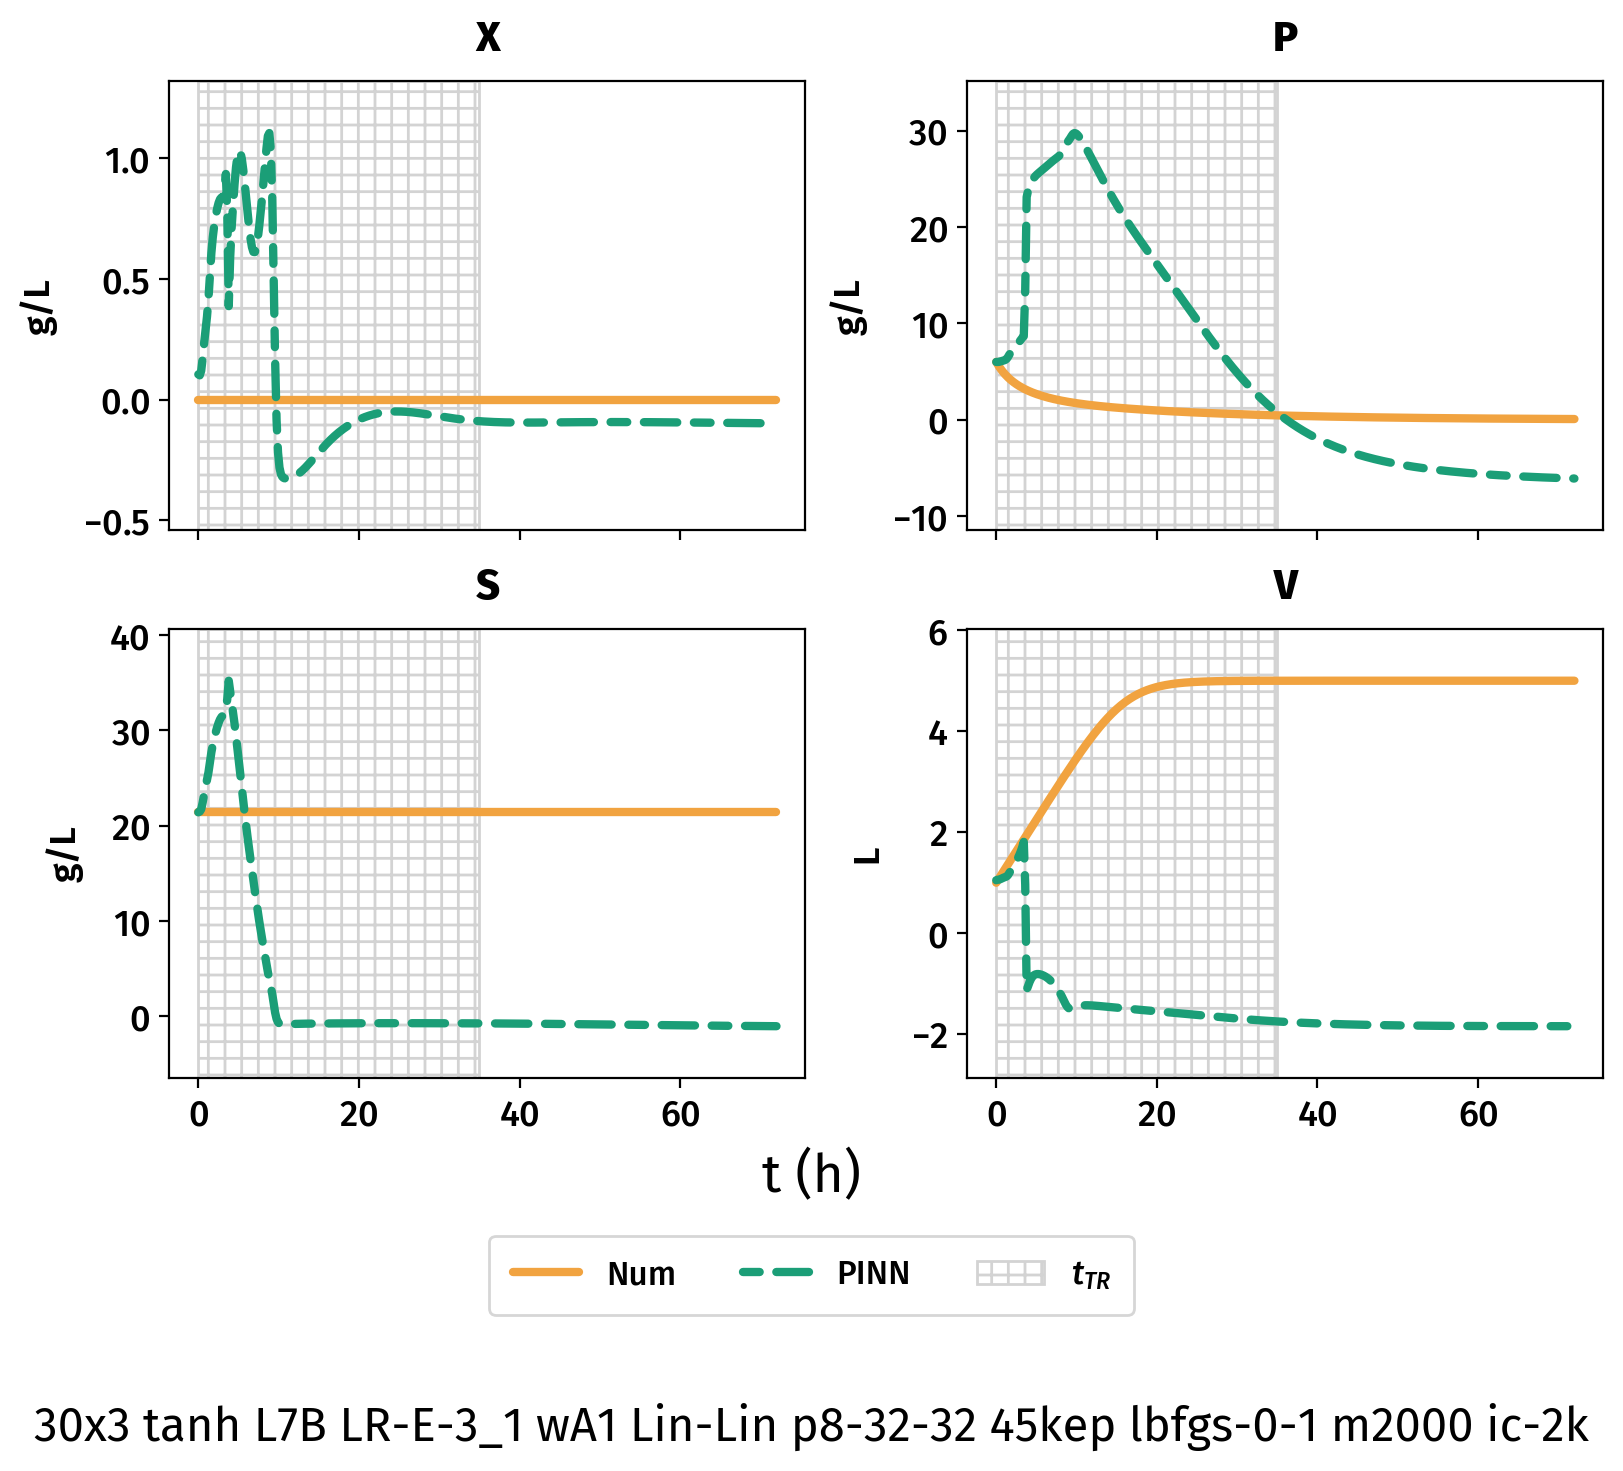 X
P
g/L
1.0
0.5
0.0
−0.5
g/L
30
20
10
0
−10
S
V
g/L
40
30
20
10
0
L
6
4
2
0
−2
0 20 40 60
0 20 40 60
t (h)
Num PINN tTR
30x3 tanh L7B LR-E-3_1 wA1 Lin-Lin p8-32-32 45kep lbfgs-0-1 m2000 ic-2k